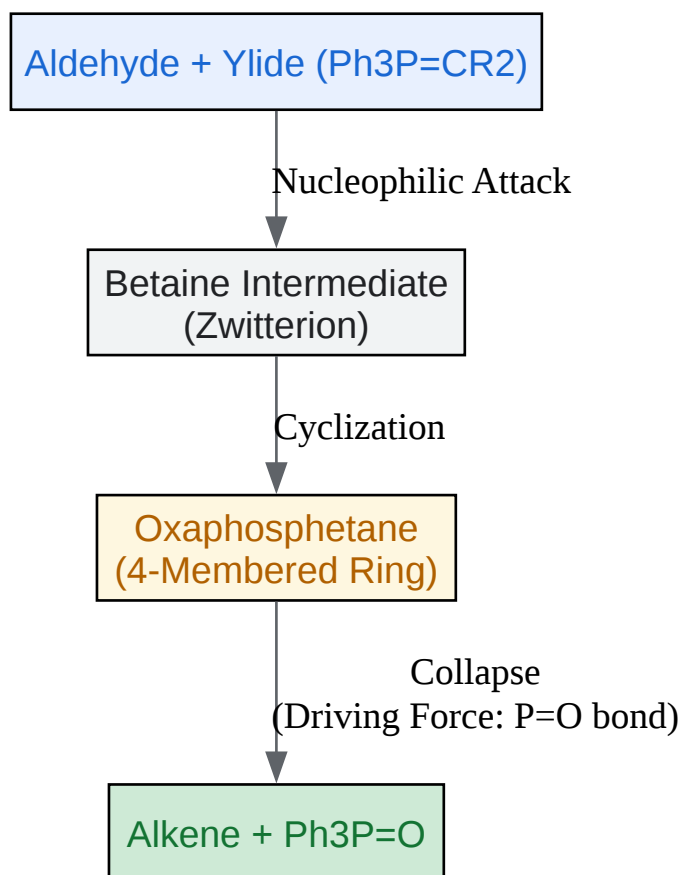 Aldehyde + Ylide (Ph3P=CR2)
Nucleophilic Attack
Betaine Intermediate
(Zwitterion)
Cyclization
Oxaphosphetane
(4-Membered Ring)
Collapse
(Driving Force: P=O bond)
Alkene + Ph3P=O